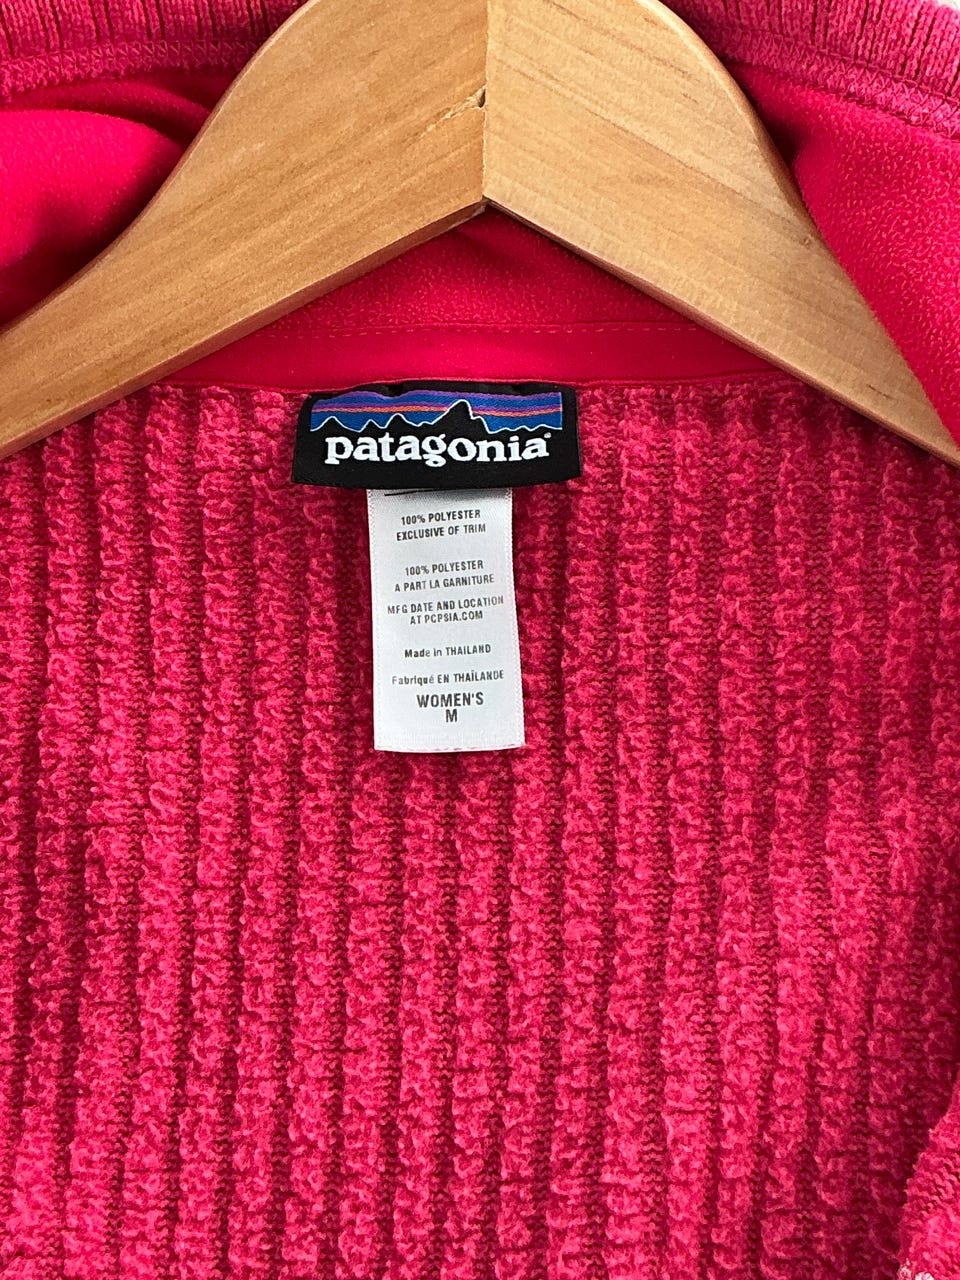 patagonia®
100% POLYESTER
EXCLUSIVE OF TRIM
100% POLYESTER
A PART LA GARNITURE
MFG DATE AND LOCATION
AT PCPSIA.COM
Made in THAILAND
Fabriqué EN THAÏLANDE
WOMEN'S
M